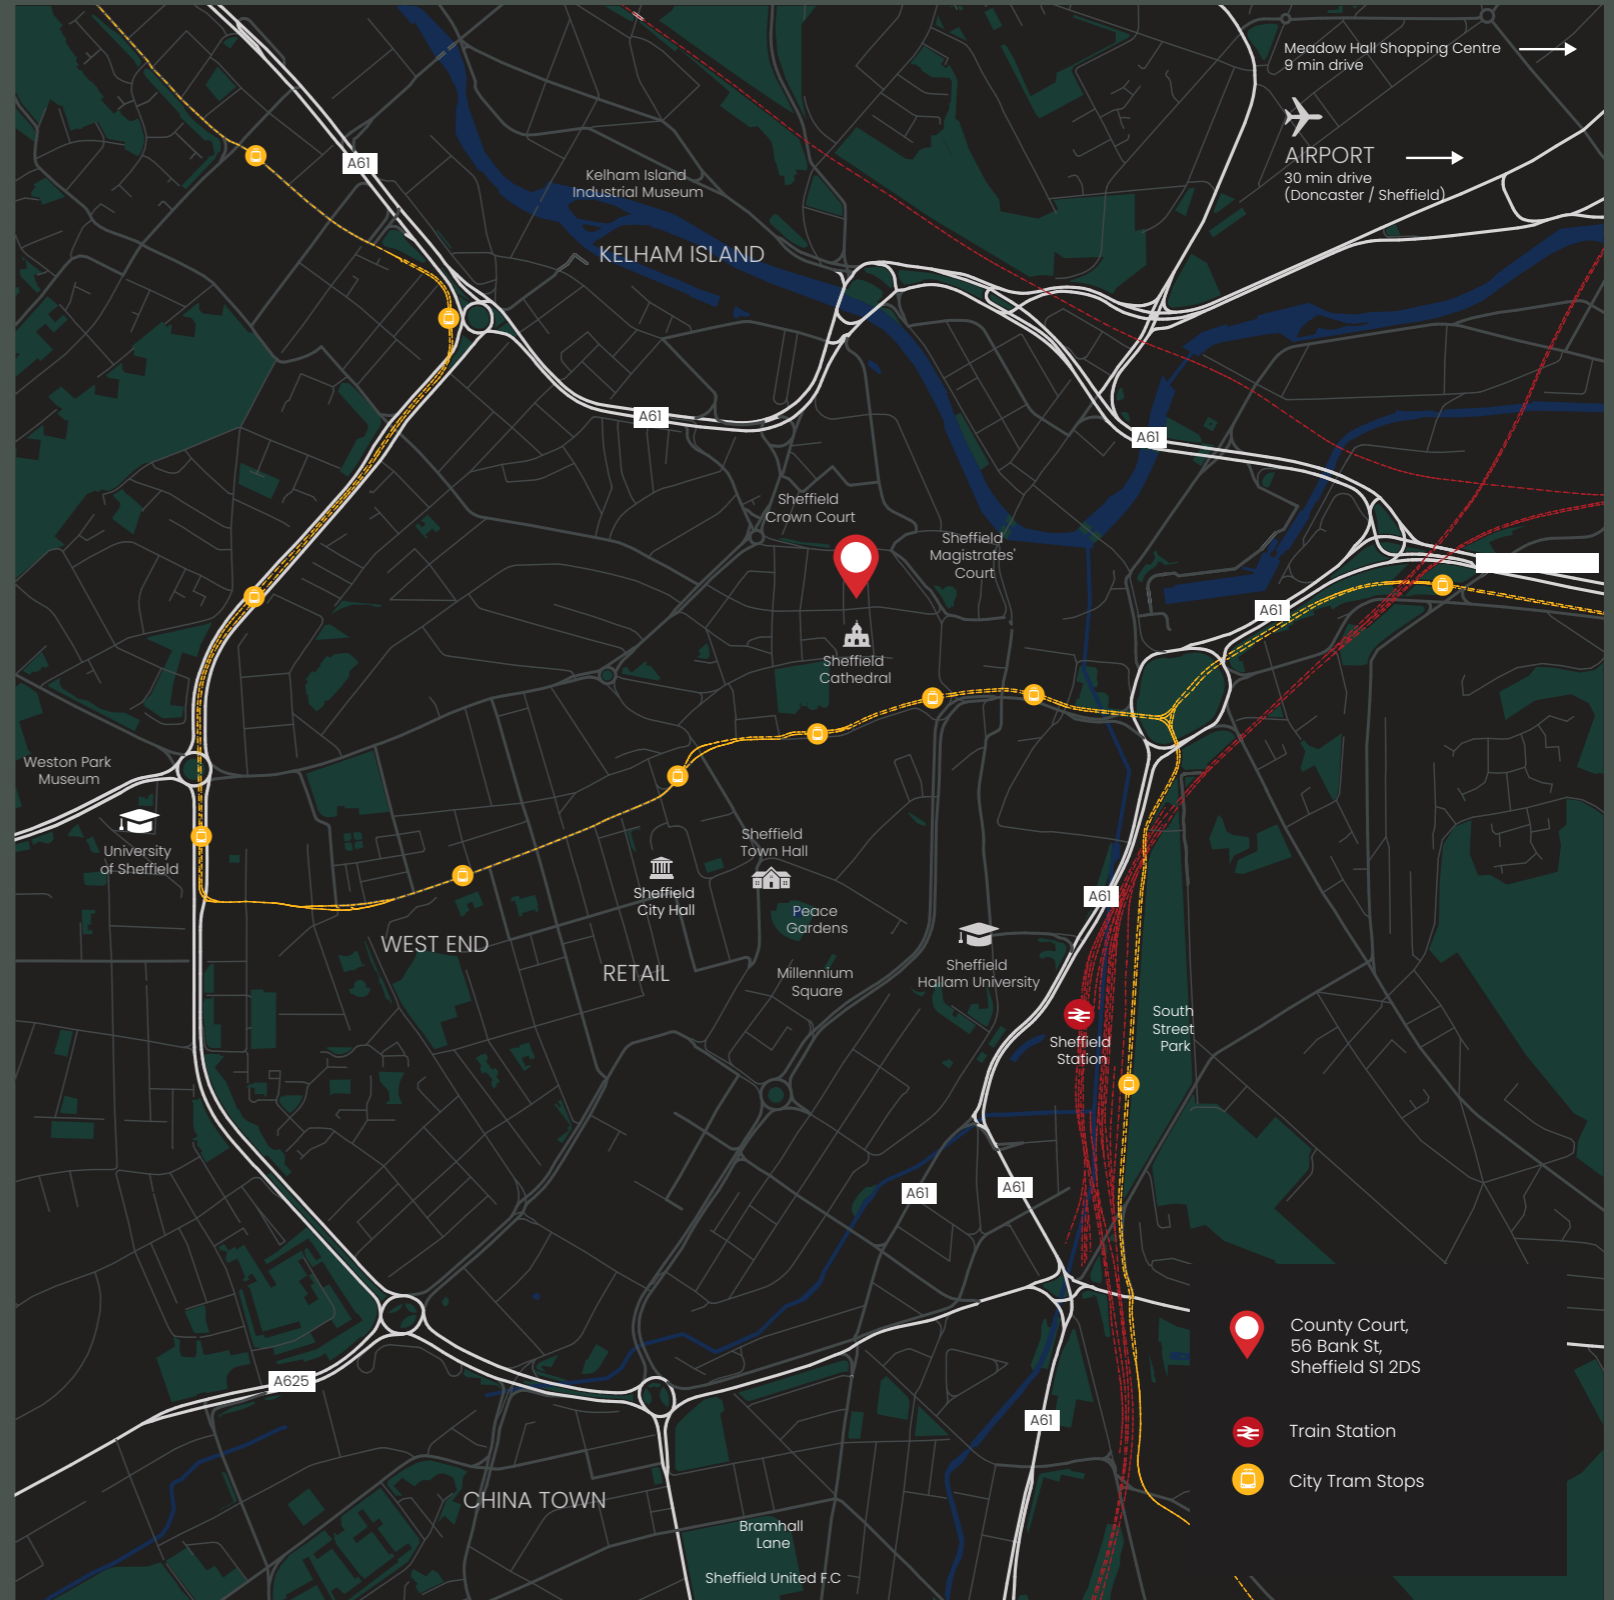 Meadow Hall Shopping Centre
9 min drive
AIRPORT
30 min drive
(Doncaster / Sheffield)
A61
Kelham Island
Industrial Museum
KELHAM ISLAND
A61
A61
Sheffield
Crown Court
Sheffield
Magistrates'
Court
A61
Sheffield
Cathedral
Weston Park
Museum
University
of Sheffield
Sheffield
Town Hall
Sheffield
City Hall
A61
Peace
Gardens
WEST END
RETAIL
Millennium
Square
Sheffield
Hallam University
South
Street
Park
Sheffield
Station
A61
A61
A625
A61
CHINA TOWN
Bramhall
Lane
Sheffield United F.C
County Court,
56 Bank St,
Sheffield S1 2DS
Train Station
City Tram Stops